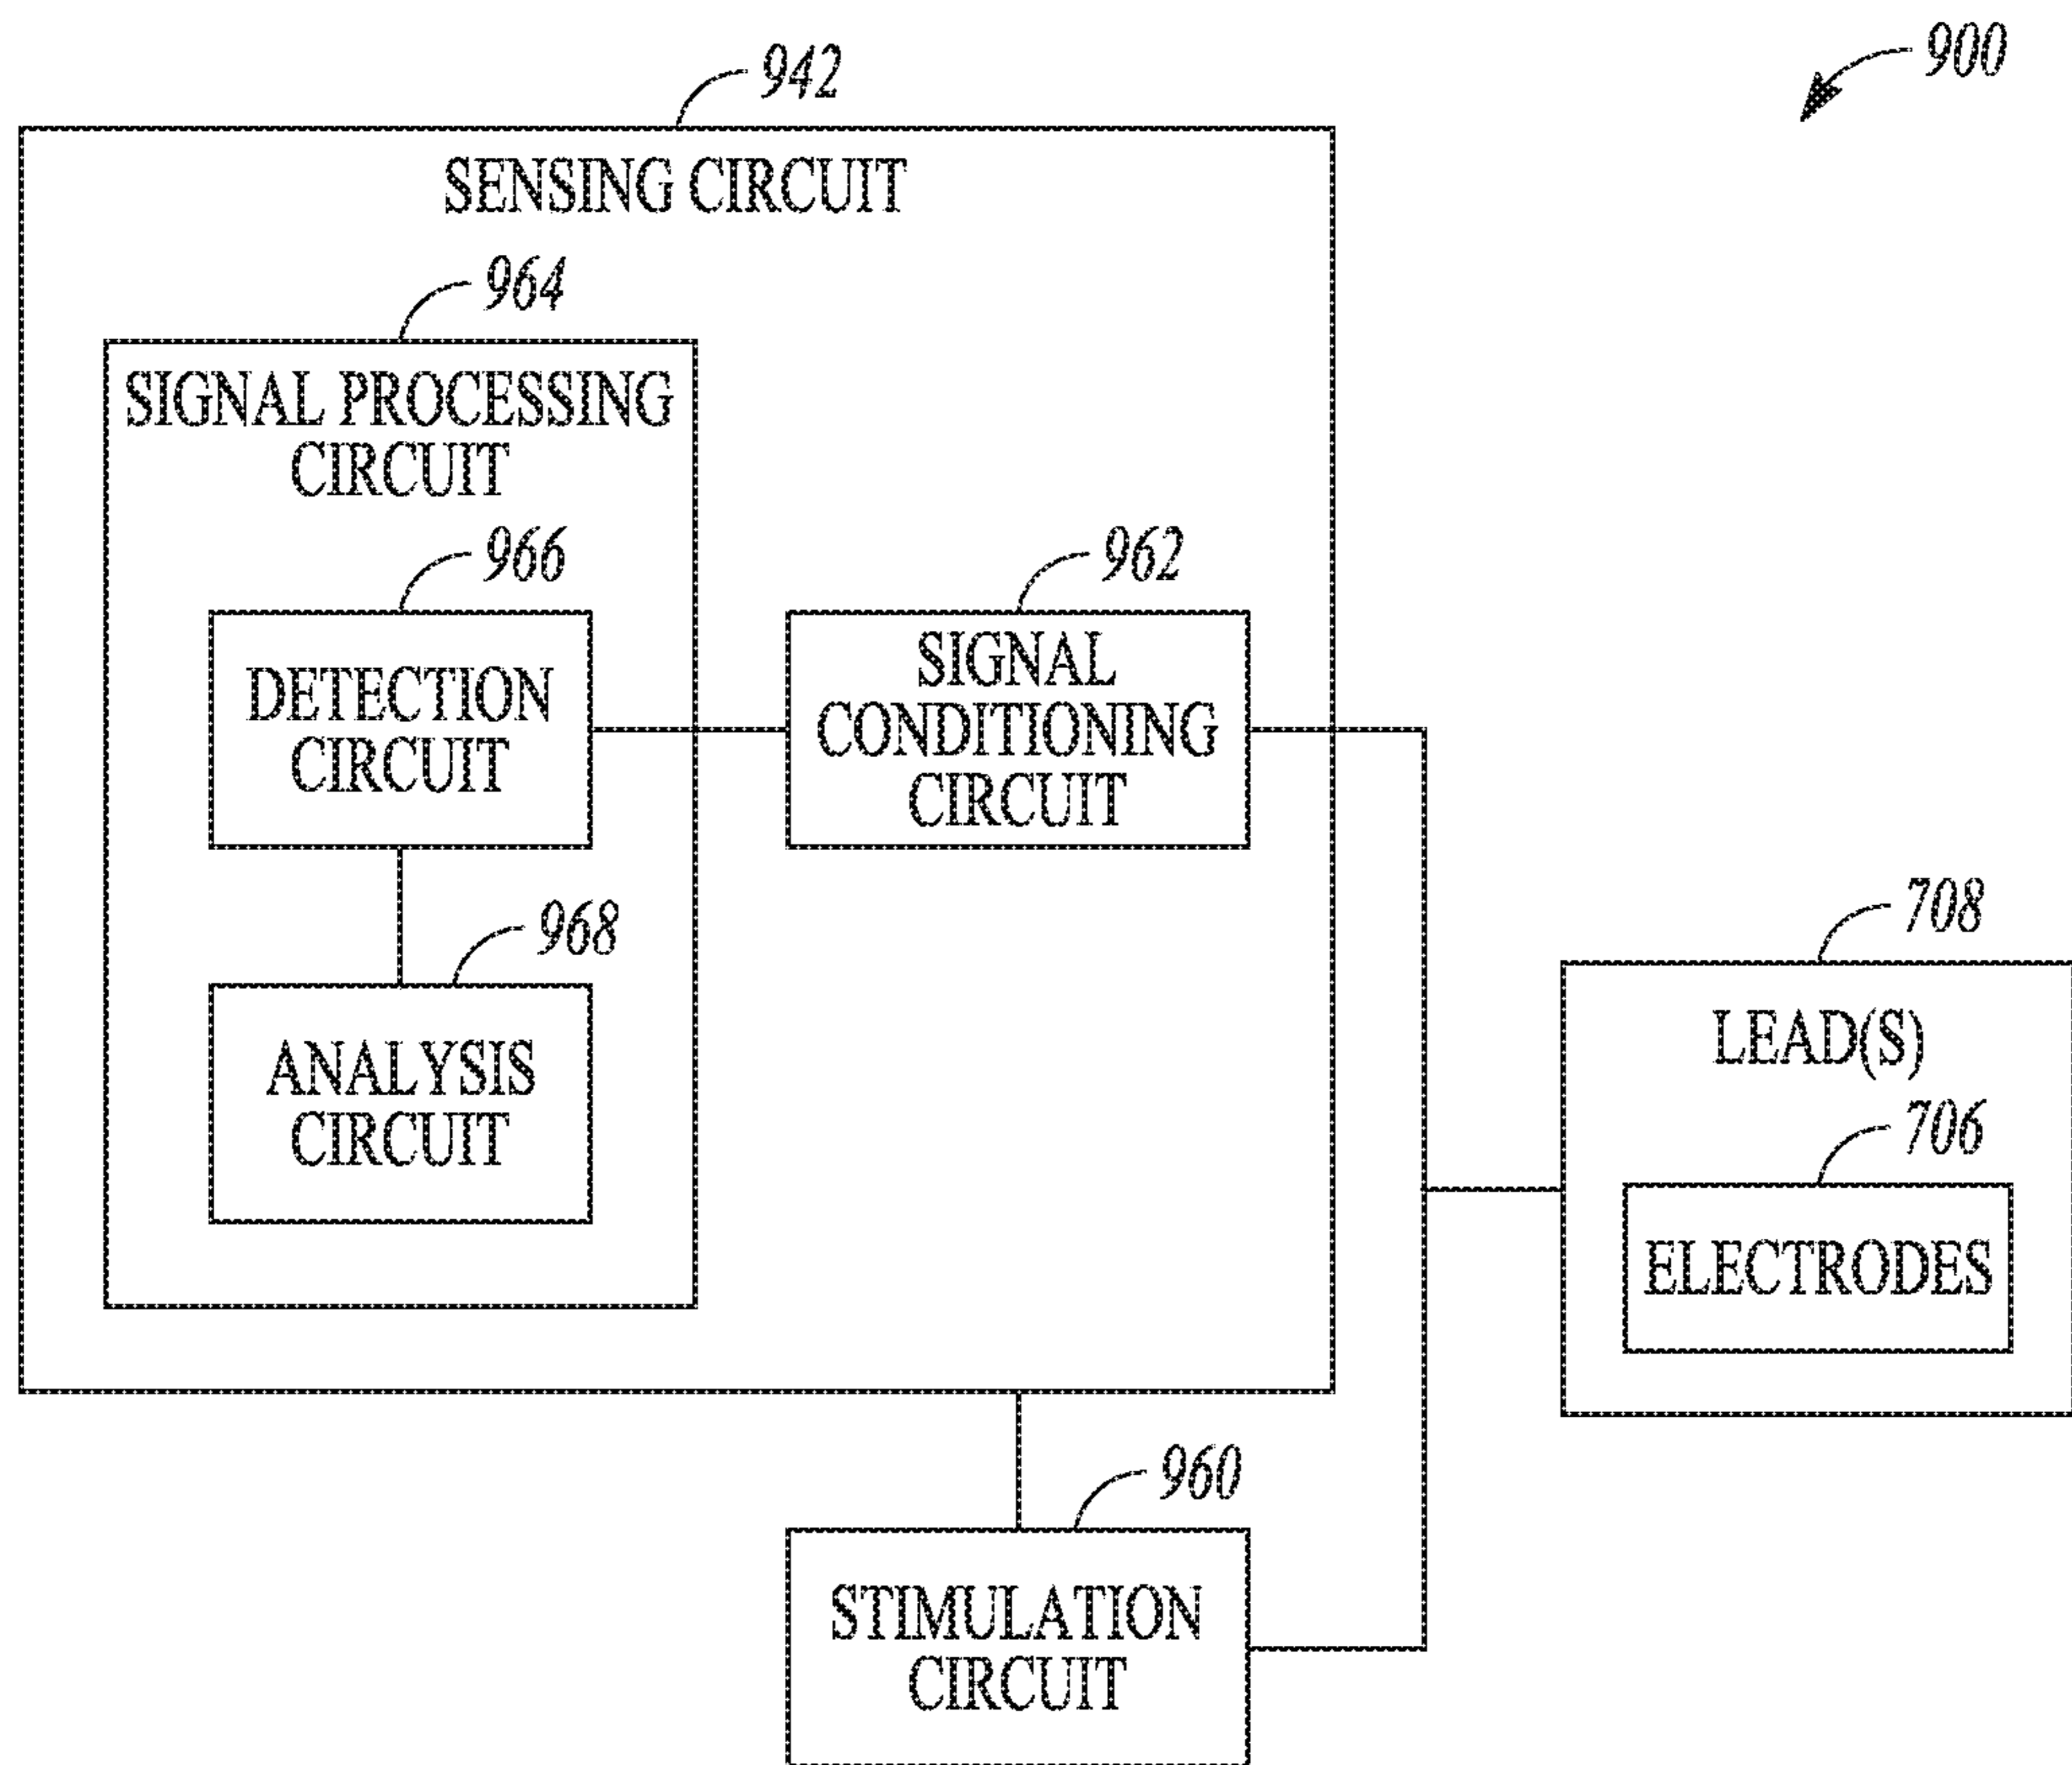 900
942
SENSING CIRCUIT
964
SIGNAL PROCESSING
CIRCUIT
966
DETECTION
CIRCUIT
962
SIGNAL
CONDITIONING
CIRCUIT
968
ANALYSIS
CIRCUIT
708
LEAD(S)
706
ELECTRODES
960
STIMULATION
CIRCUIT